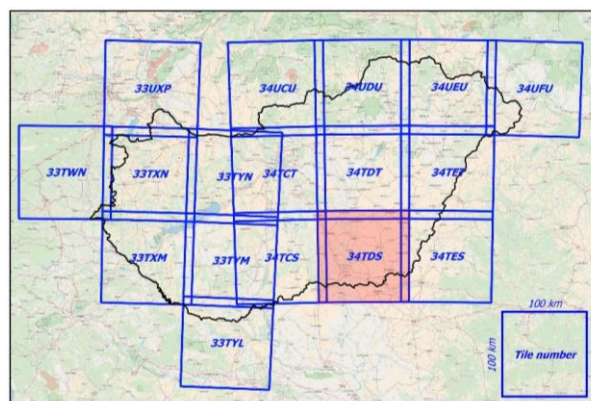 33UXP 34UCU 34UDU 34UEU 34UFU
33TWN 33TXN 33TYN 34TCT 34TDT 34TET
33TXM 33TYM 34TCS 34TDS 34TES
33TYL
100 km
100 km
Tile number